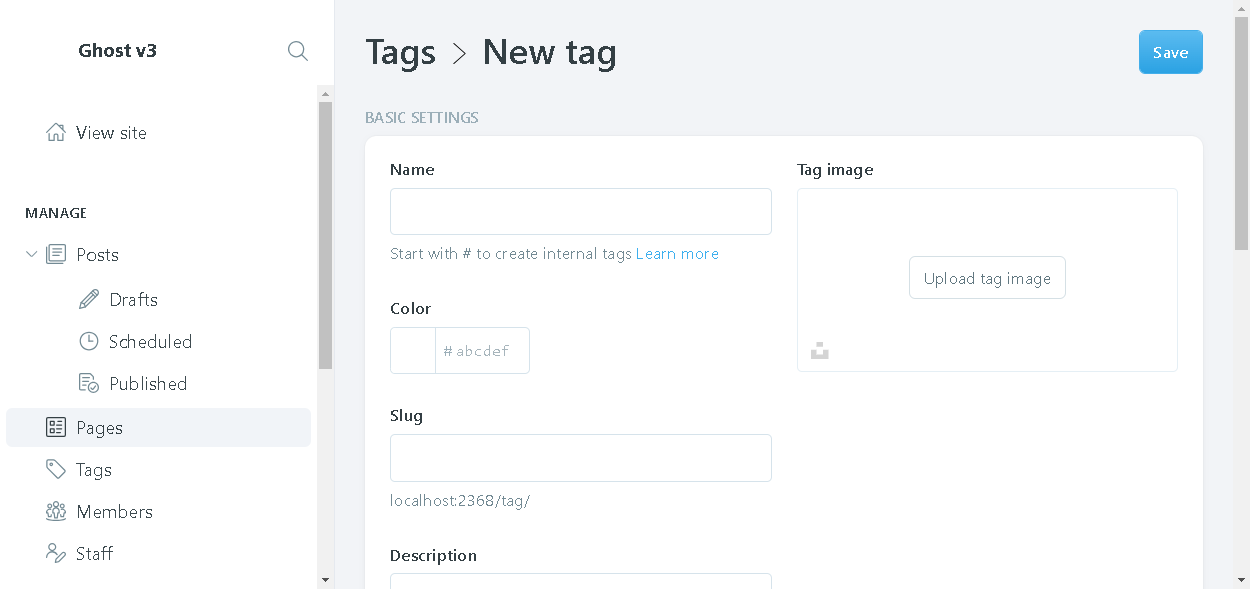 Ghost v3
View site
MANAGE
Posts
Drafts
Scheduled
Published
Pages
Tags
Members
Staff
Tags > New tag
Save
BASIC SETTINGS
Name
Start with # to create internal tags Learn more
Color
# abcdef
Slug
localhost:2368/tag/
Description
Tag image
Upload tag image